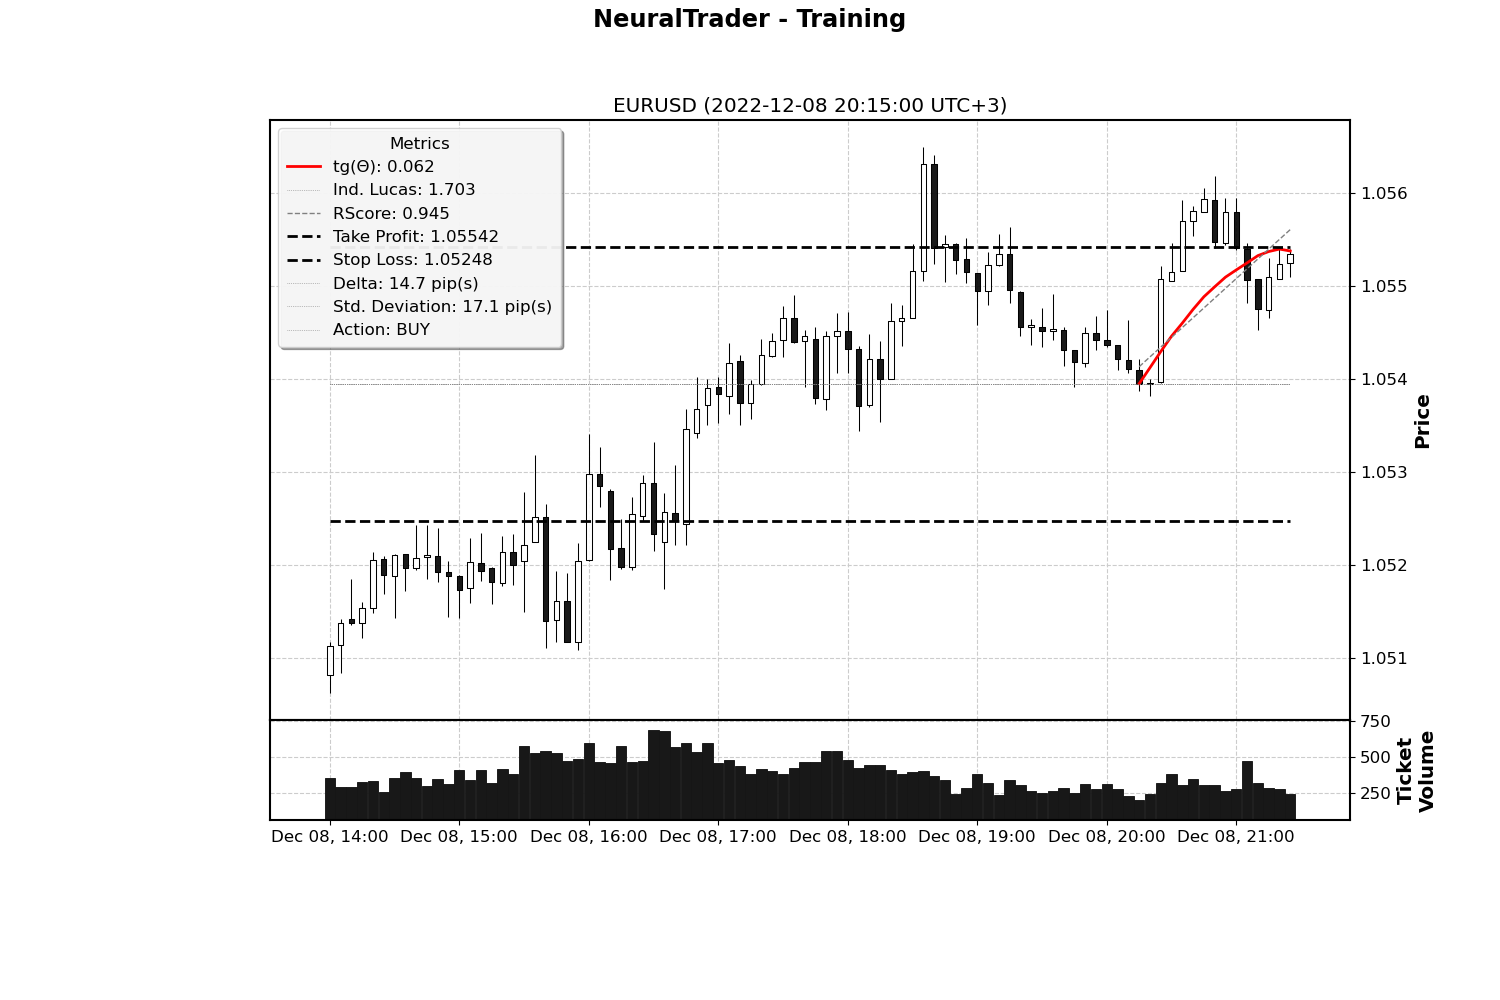 NeuralTrader - Training
EURUSD (2022-12-08 20:15:00 UTC+3)
Metrics
tg(Θ): 0.062
Ind. Lucas: 1.703
RScore: 0.945
Take Profit: 1.05542
Stop Loss: 1.05248
Delta: 14.7 pip(s)
Std. Deviation: 17.1 pip(s)
Action: BUY
1.056
1.055
1.054
1.053
1.052
1.051
Price
750
500
250
Ticket
Volume
Dec 08, 14:00
Dec 08, 15:00
Dec 08, 16:00
Dec 08, 17:00
Dec 08, 18:00
Dec 08, 19:00
Dec 08, 20:00
Dec 08, 21:00